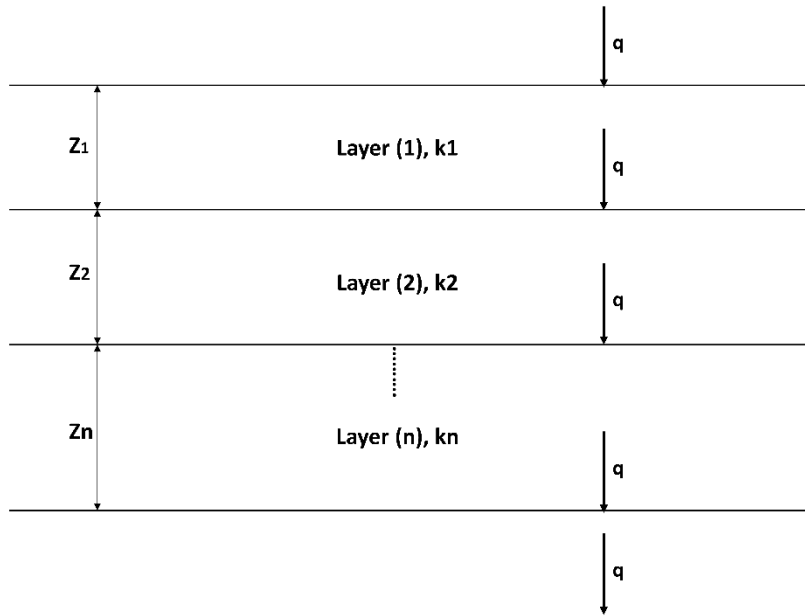 q
Z1
Layer (1), k1
q
Z2
Layer (2), k2
q
Zn
Layer (n), kn
q
q